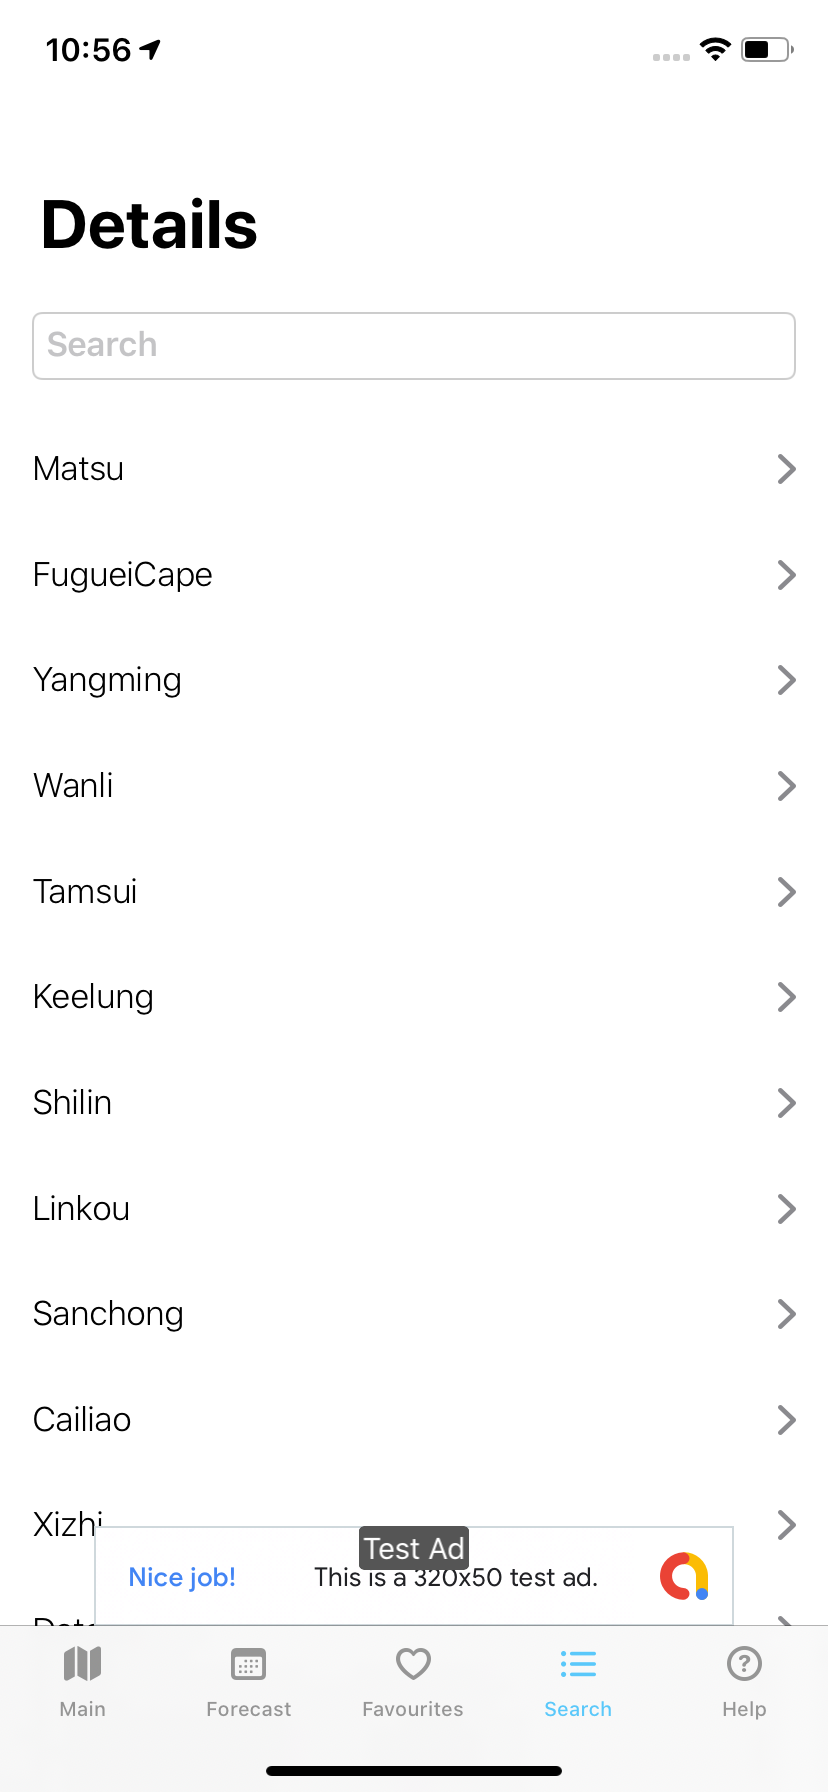 10:56
Details
Search
Matsu
FugueiCape
Yangming
Wanli
Tamsui
Keelung
Shilin
Linkou
Sanchong
Cailiao
Xizhi
Test Ad
Nice job!
This is a 320x50 test ad.
Main
Forecast
Favourites
Search
Help